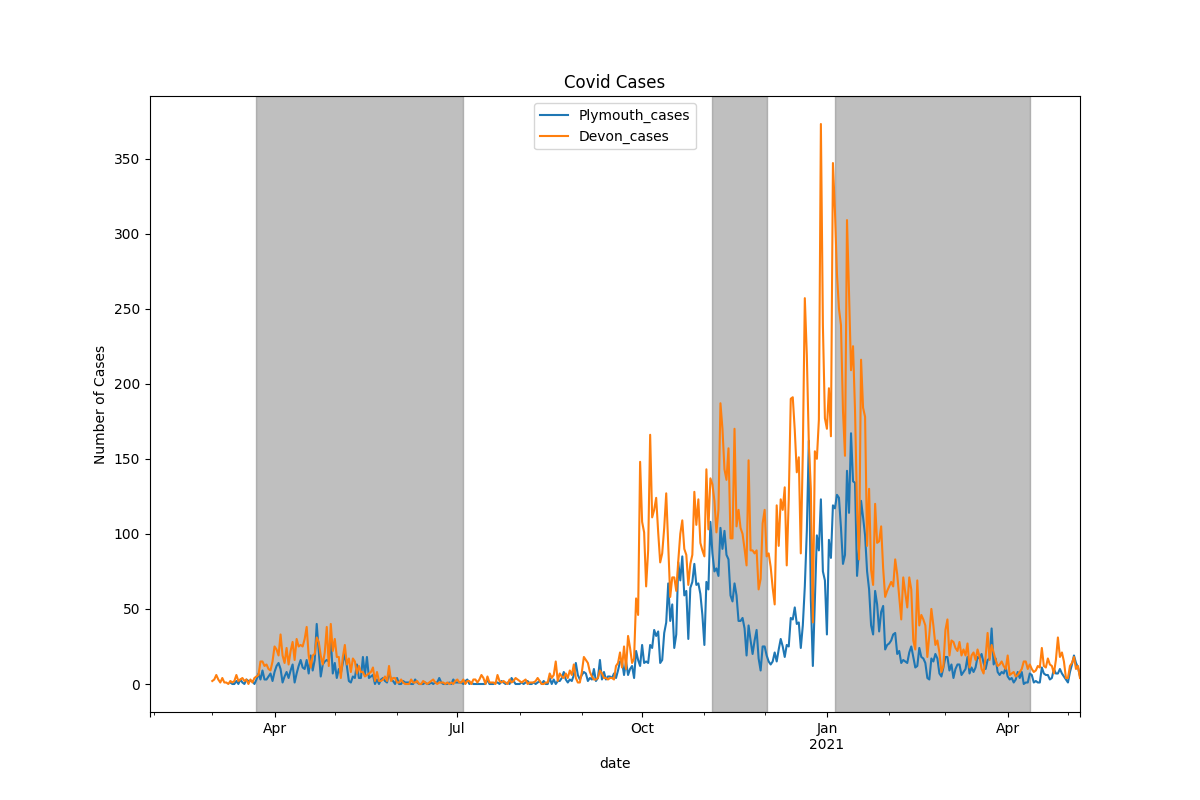 Covid Cases
Plymouth_cases
Devon_cases
Number of Cases
350
300
250
200
150
100
50
0
Apr
Jul
Oct
Jan
2021
Apr
date